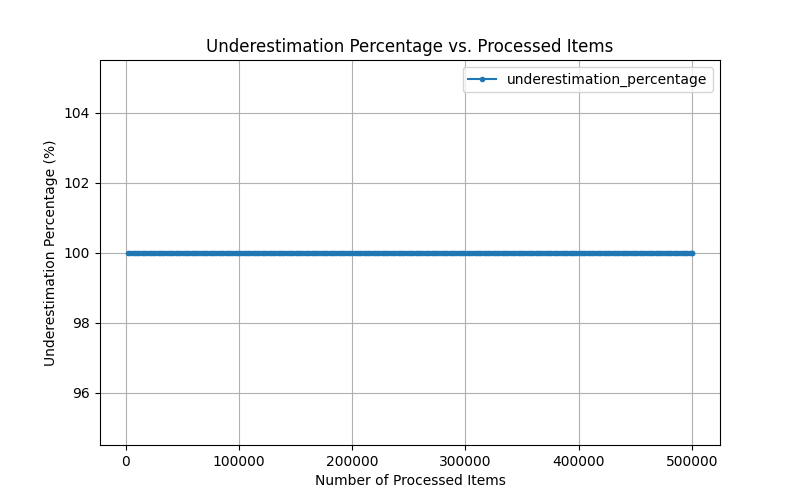 Underestimation Percentage vs. Processed Items
underestimation_percentage
Underestimation Percentage (%)
104
102
100
98
96
0 100000 200000 300000 400000 500000
Number of Processed Items